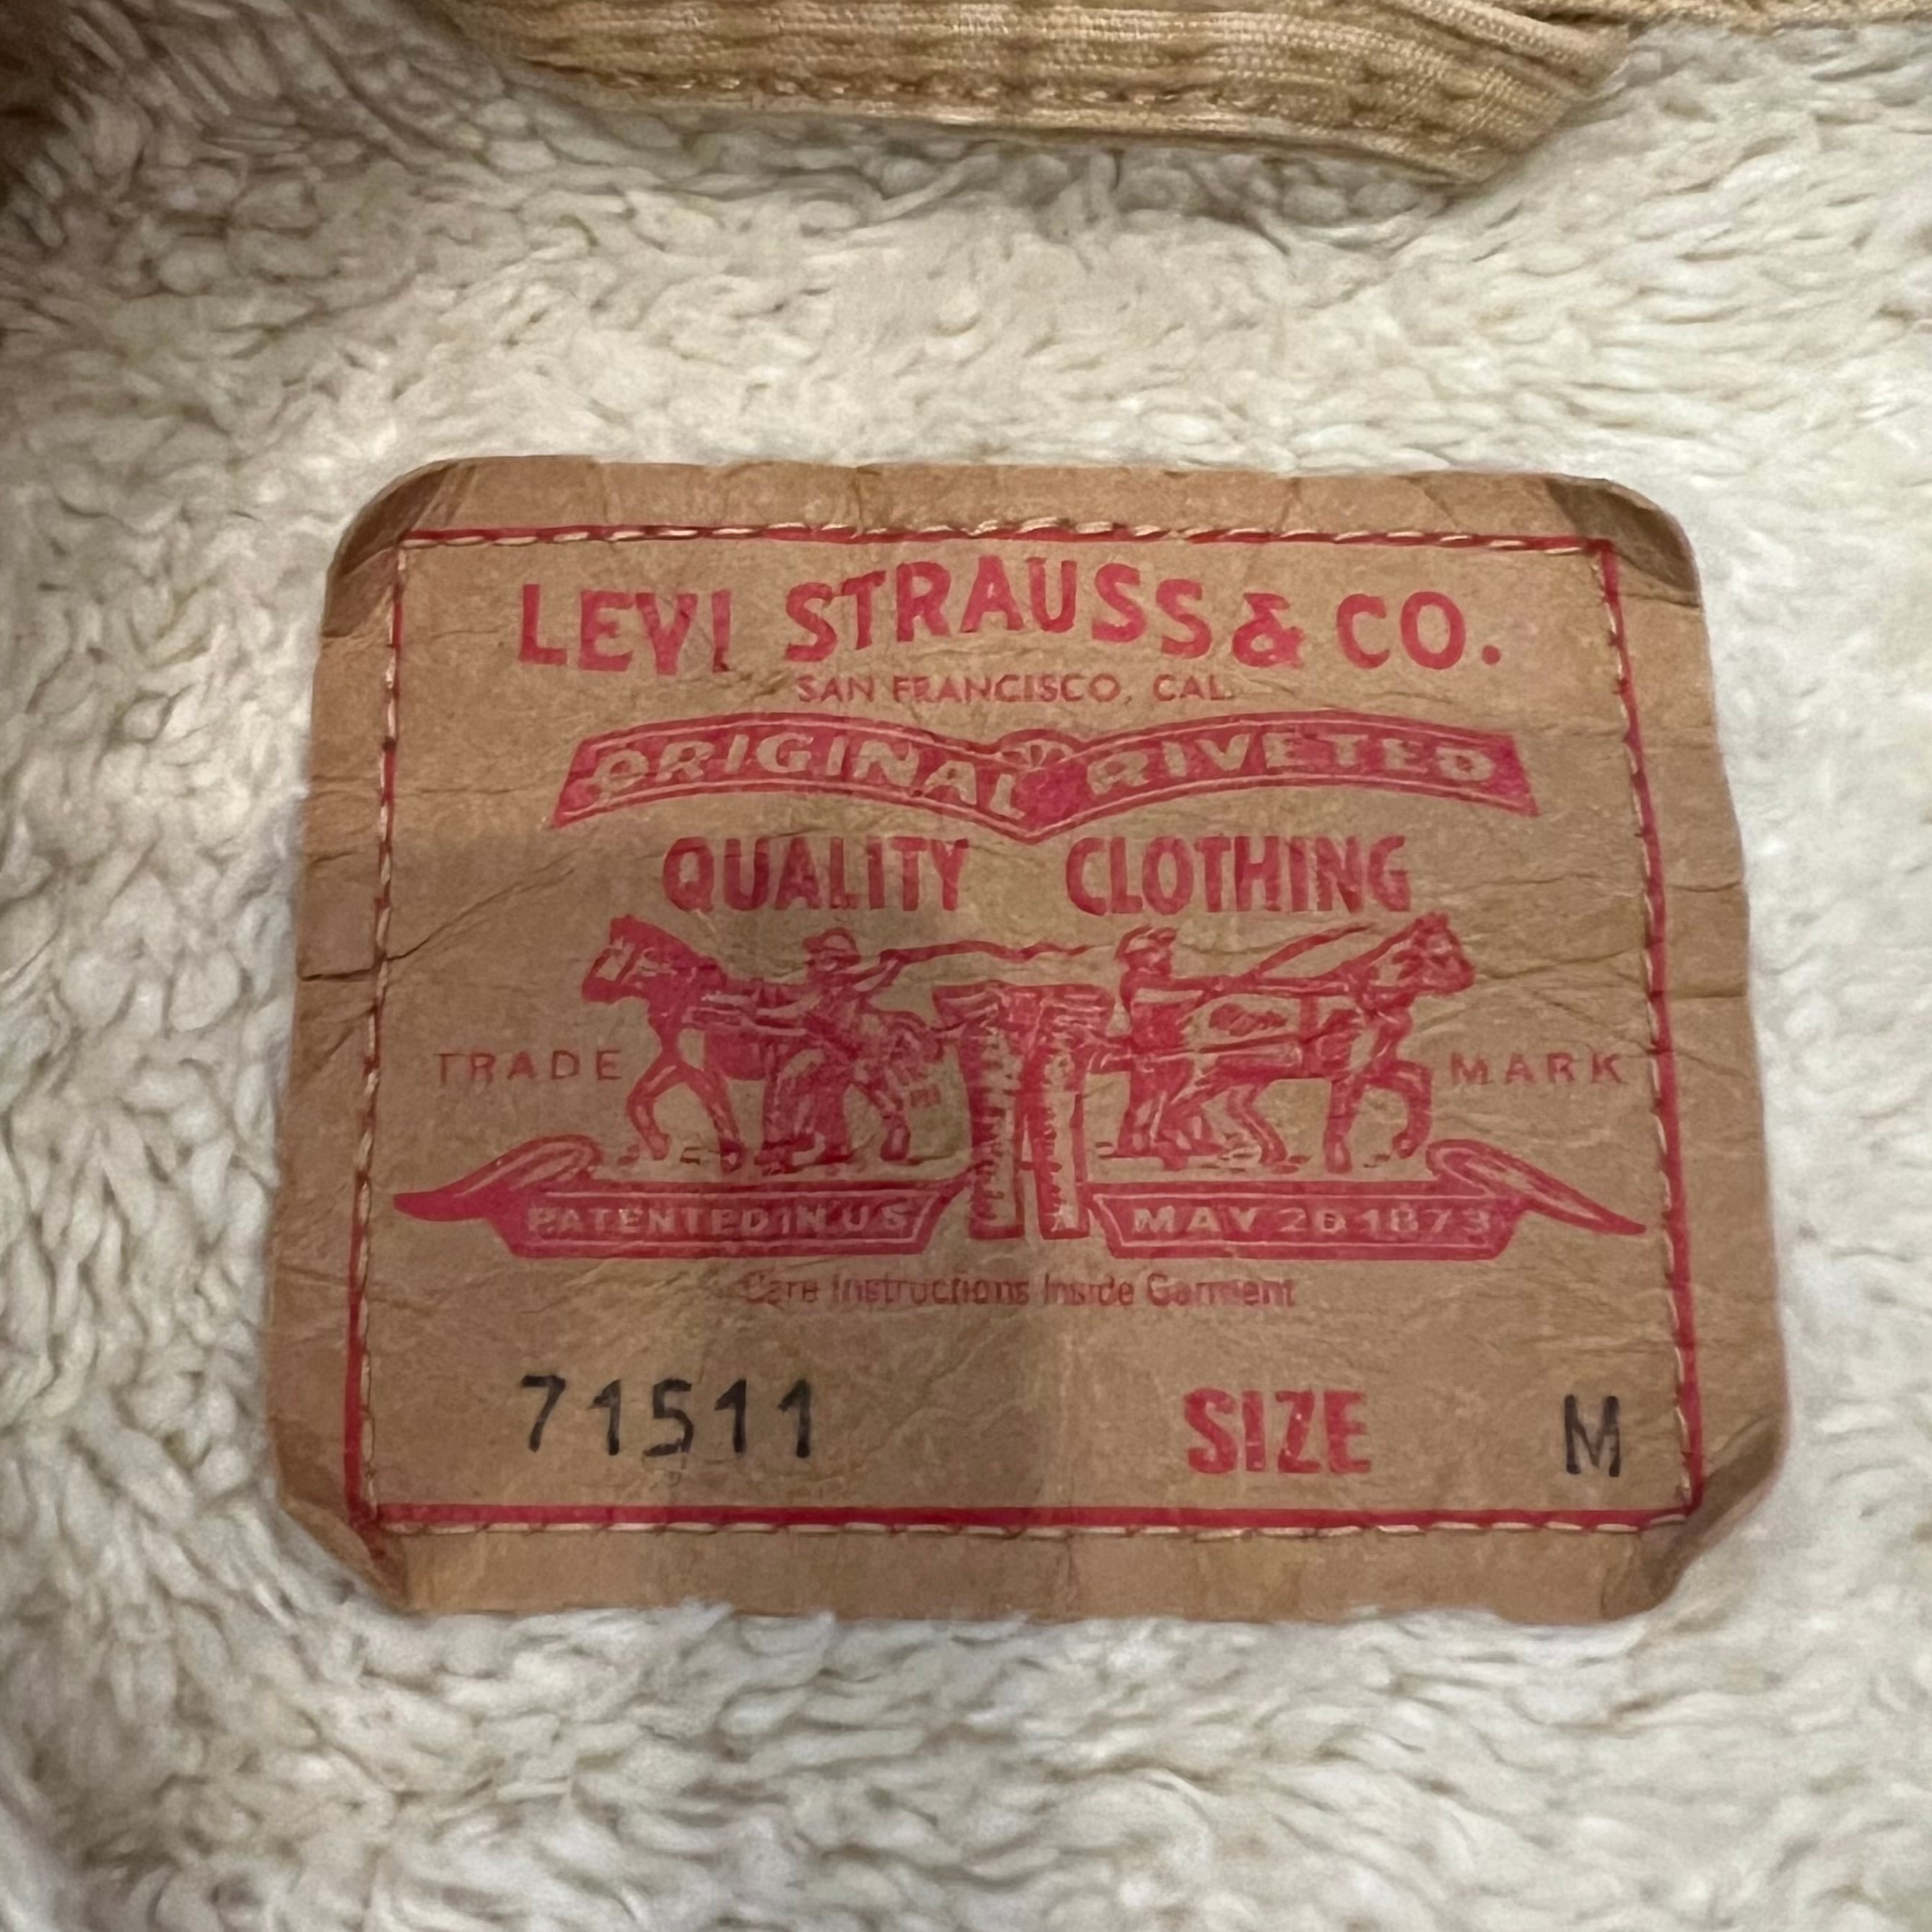 LEVI STRAUSS & CO.
SAN FRANCISCO, CAL.
ORIGINAL RIVETED
QUALITY CLOTHING
TRADE MARK
PATENTED IN U S MAY 20 1873
Care Instructions Inside Garment
71511 SIZE M